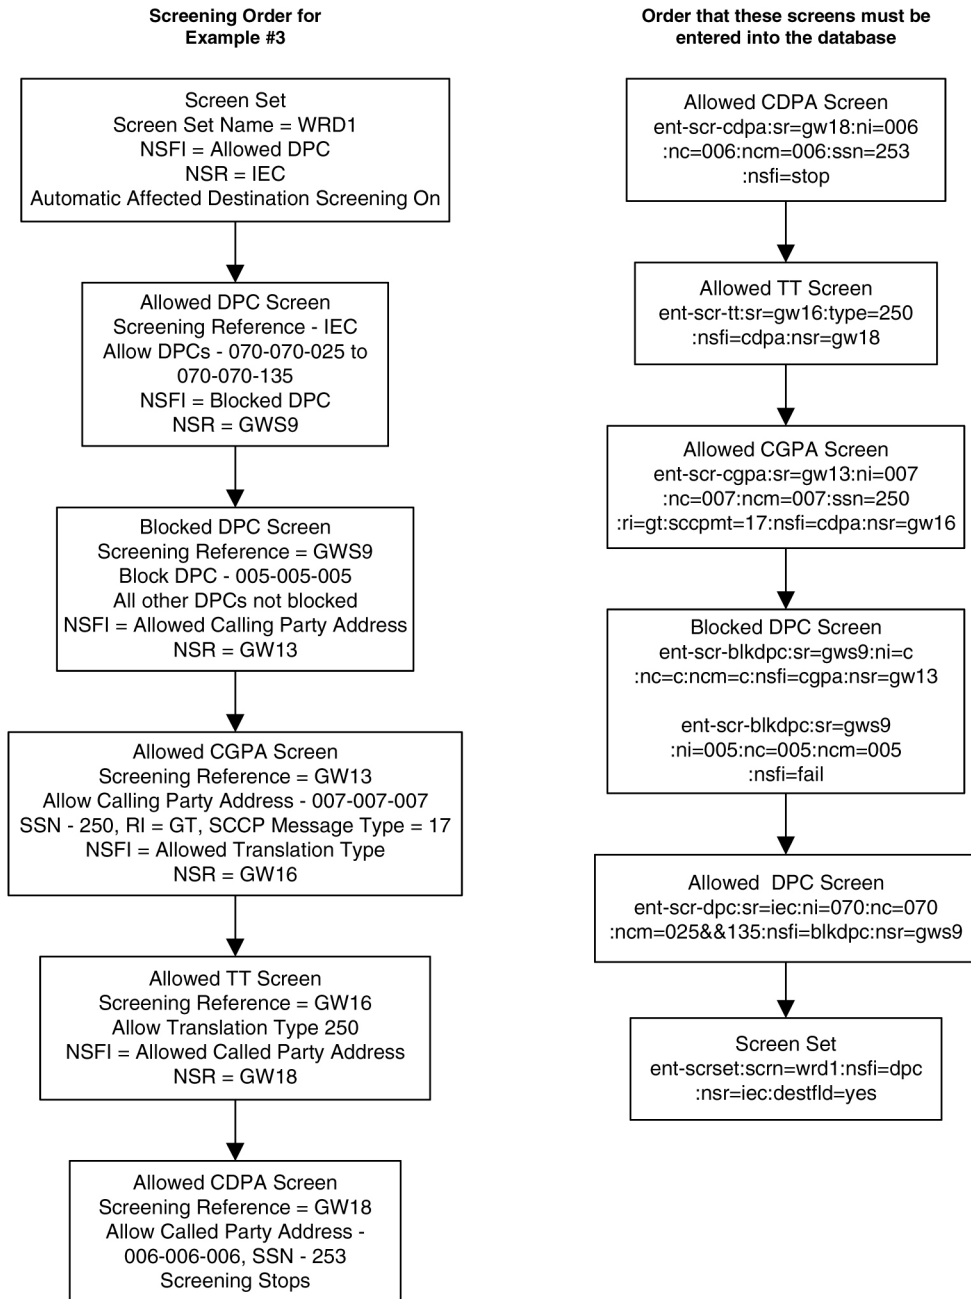 Screening Order for
Example #3
Screen Set
Screen Set Name = WRD1
NSFI = Allowed DPC
NSR = IEC
Automatic Affected Destination Screening On
Allowed DPC Screen
Screening Reference - IEC
Allow DPCs - 070-070-025 to
070-070-135
NSFI = Blocked DPC
NSR = GWS9
Blocked DPC Screen
Screening Reference = GWS9
Block DPC - 005-005-005
All other DPCs not blocked
NSFI = Allowed Calling Party Address
NSR = GW13
Allowed CGPA Screen
Screening Reference = GW13
Allow Calling Party Address - 007-007-007
SSN - 250, RI = GT, SCCP Message Type = 17
NSFI = Allowed Translation Type
NSR = GW16
Allowed TT Screen
Screening Reference = GW16
Allow Translation Type 250
NSFI = Allowed Called Party Address
NSR = GW18
Allowed CDPA Screen
Screening Reference = GW18
Allow Called Party Address -
006-006-006, SSN - 253
Screening Stops
Order that these screens must be
entered into the database
Allowed CDPA Screen
ent-scr-cdpa:sr=gw18:ni=006
:nc=006:ncm=006:ssn=253
:nsfi=stop
Allowed TT Screen
ent-scr-tt:sr=gw16:type=250
:nsfi=cdpa:nsr=gw18
Allowed CGPA Screen
ent-scr-cgpa:sr=gw13:ni=007
:nc=007:ncm=007:ssn=250
:ri=gt:sccpmt=17:nsfi=cdpa:nsr=gw16
Blocked DPC Screen
ent-scr-blkdpc:sr=gws9:ni=c
:nc=c:ncm=c:nsfi=cgpa:nsr=gw13
ent-scr-blkdpc:sr=gws9
:ni=005:nc=005:ncm=005
:nsfi=fail
Allowed DPC Screen
ent-scr-dpc:sr=iec:ni=070:nc=070
:ncm=025&&135:nsfi=blkdpc:nsr=gws9
Screen Set
ent-scrset:scrn=wrd1:nsfi=dpc
:nsr=iec:destfld=yes